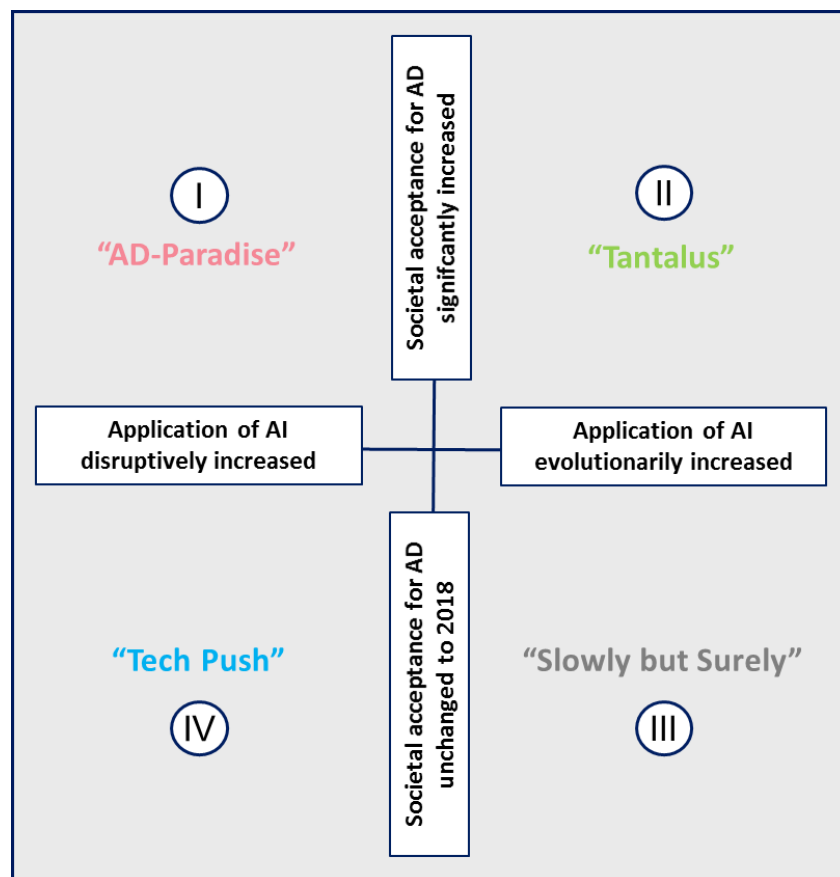 Societal acceptance for AD
signifcantly increased
I
“AD-Paradise”
II
“Tantalus”
Application of AI
disruptively increased
Application of AI
evolutionarily increased
Societal acceptance for AD
unchanged to 2018
“Tech Push”
IV
“Slowly but Surely”
III